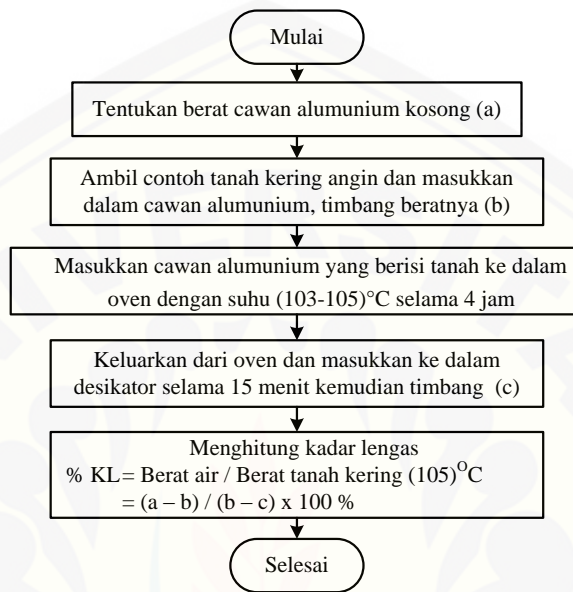 Mulai
Tentukan berat cawan alumunium kosong (a)
Ambil contoh tanah kering angin dan masukkan
dalam cawan alumunium, timbang beratnya (b)
Masukkan cawan alumunium yang berisi tanah ke dalam
oven dengan suhu (103-105)°C selama 4 jam
Keluarkan dari oven dan masukkan ke dalam
desikator selama 15 menit kemudian timbang (c)
Menghitung kadar lengas
% KL = Berat air / Berat tanah kering (105)^OC
= (a – b) / (b – c) x 100 %
Selesai